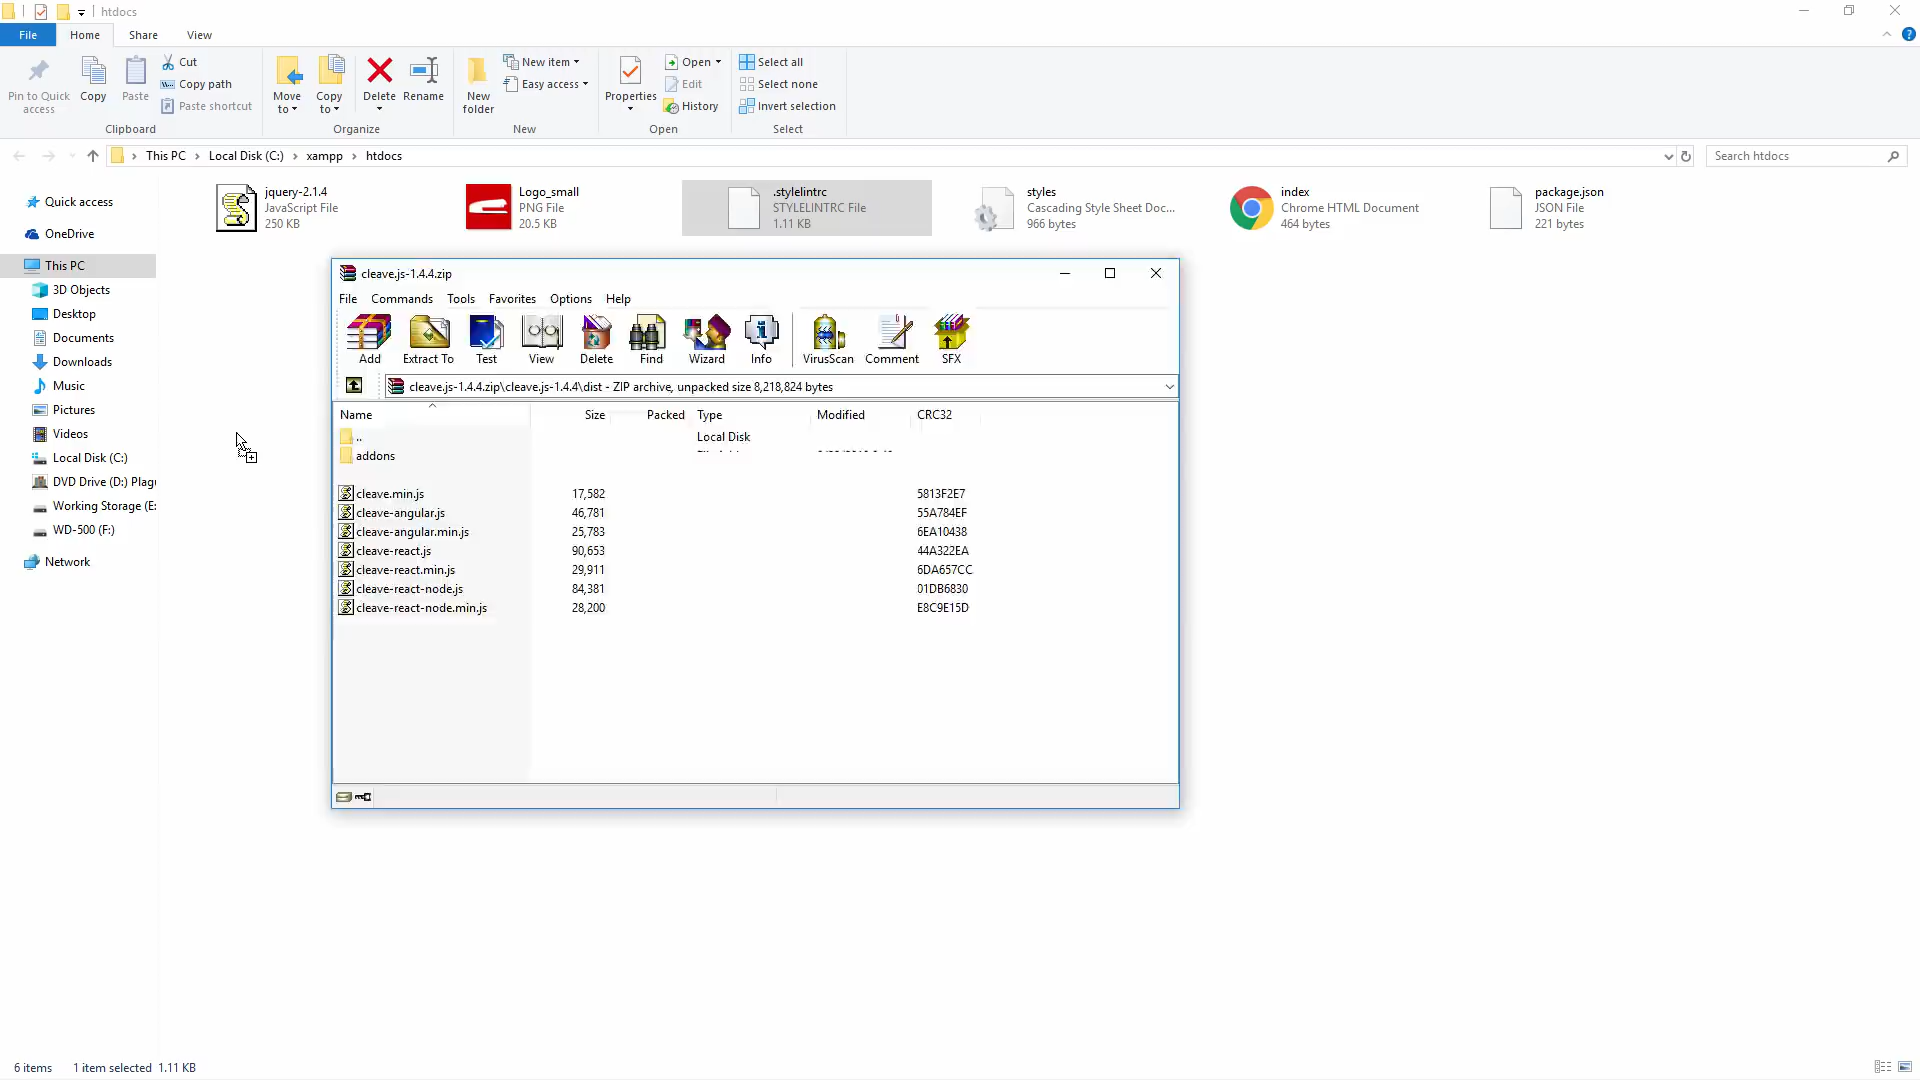 htdocs
File Home Share View
Pin to Quick access
Copy
Paste
Cut
Copy path
Paste shortcut
Clipboard
Move to
Copy to
Delete
Rename
Organize
New folder
New item
Easy access
New
Properties
Open
Edit
History
Open
Select all
Select none
Invert selection
Select
This PC › Local Disk (C:) › xampp › htdocs
Search htdocs
Quick access
OneDrive
This PC
3D Objects
Desktop
Documents
Downloads
Music
Pictures
Videos
Local Disk (C:)
DVD Drive (D:) Plagu
Working Storage (E:
WD-500 (F:)
Network
jquery-2.1.4
JavaScript File
250 KB
Logo_small
PNG File
20.5 KB
.stylelintrc
STYLELINTRC File
1.11 KB
styles
Cascading Style Sheet Doc...
966 bytes
index
Chrome HTML Document
464 bytes
package.json
JSON File
221 bytes
cleave.js-1.4.4.zip
File Commands Tools Favorites Options Help
Add Extract To Test View Delete Find Wizard Info VirusScan Comment SFX
cleave.js-1.4.4.zip\cleave.js-1.4.4\dist - ZIP archive, unpacked size 8,218,824 bytes
Name Size Packed Type Modified CRC32
.. Local Disk
addons
cleave.min.js 17,582 5813F2E7
cleave-angular.js 46,781 55A784EF
cleave-angular.min.js 25,783 6EA10438
cleave-react.js 90,653 44A322EA
cleave-react.min.js 29,911 6DA657CC
cleave-react-node.js 84,381 01DB6830
cleave-react-node.min.js 28,200 E8C9E15D
6 items 1 item selected 1.11 KB